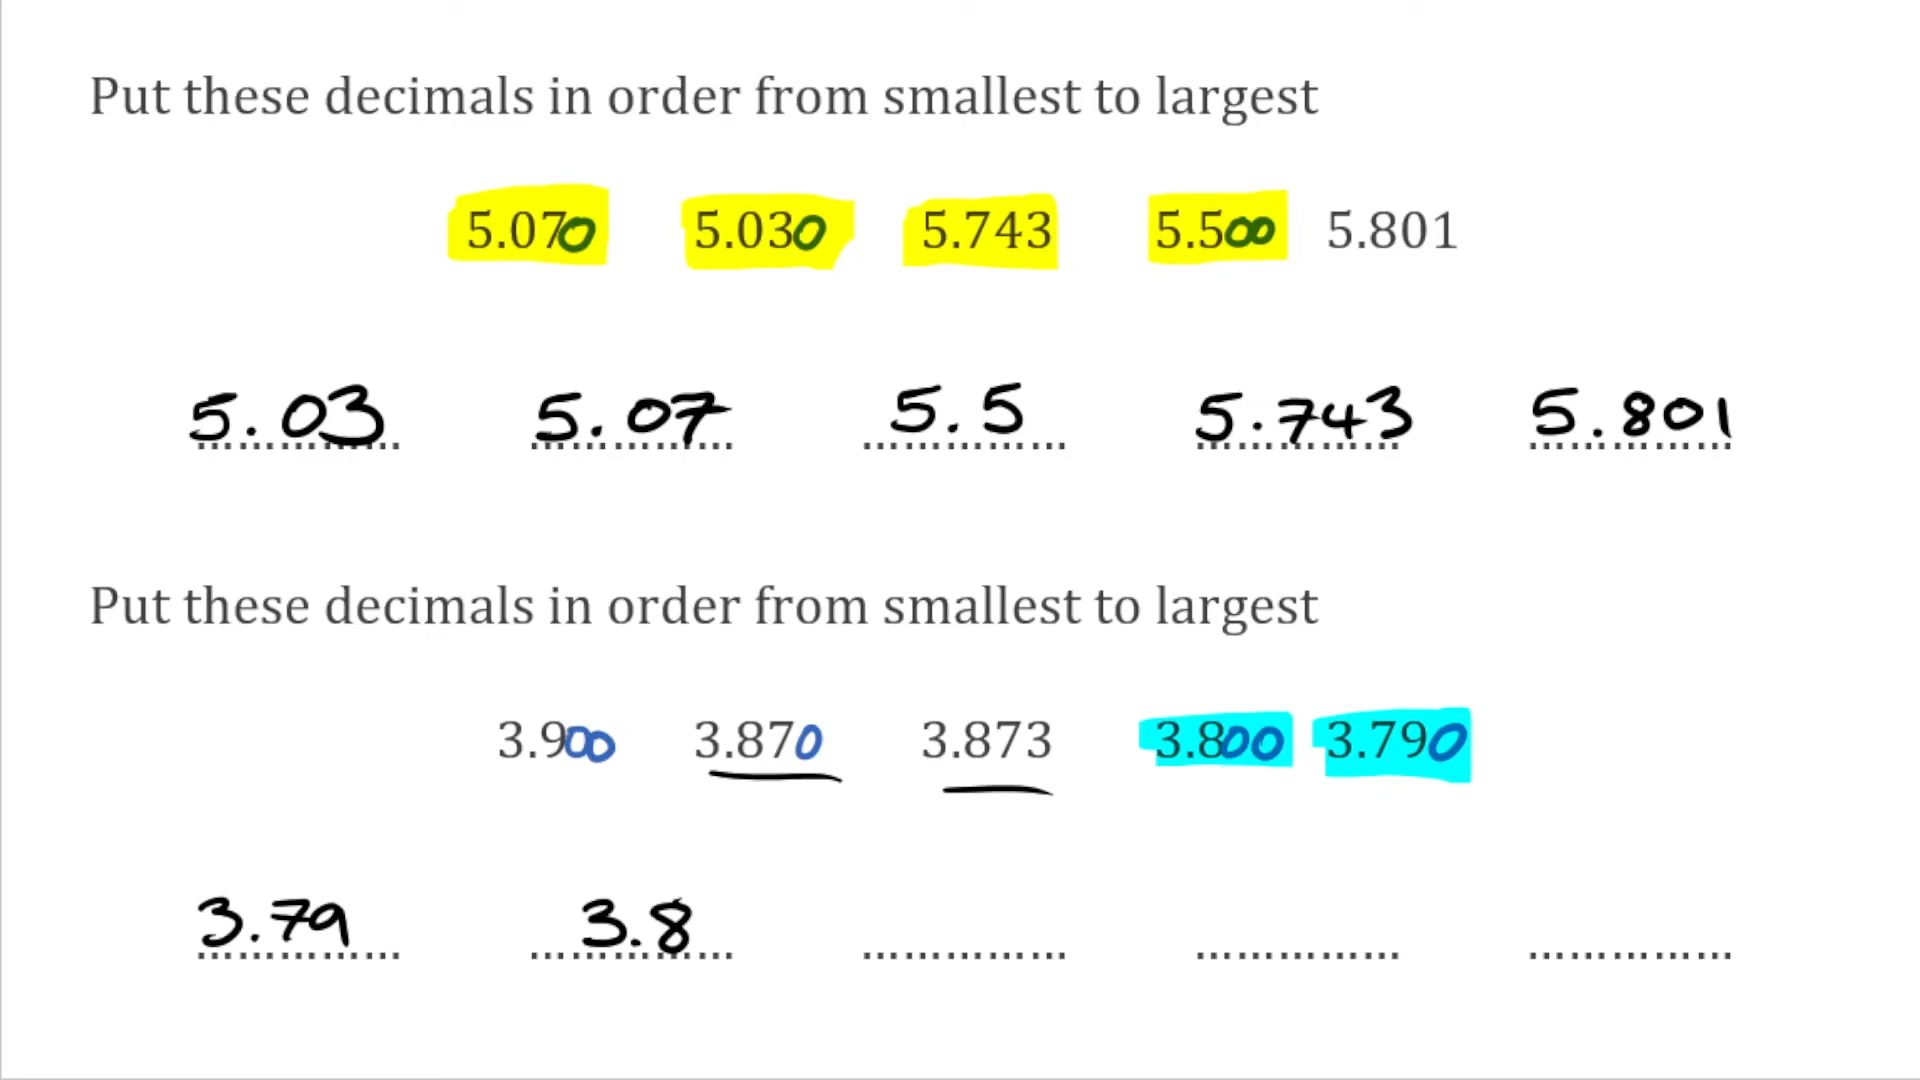 Put these decimals in order from smallest to largest
5.070 5.030 5.743 5.500 5.801
5.03 5.07 5.5 5.743 5.801
Put these decimals in order from smallest to largest
3.900 3.870 3.873 3.800 3.790
3.79 3.8